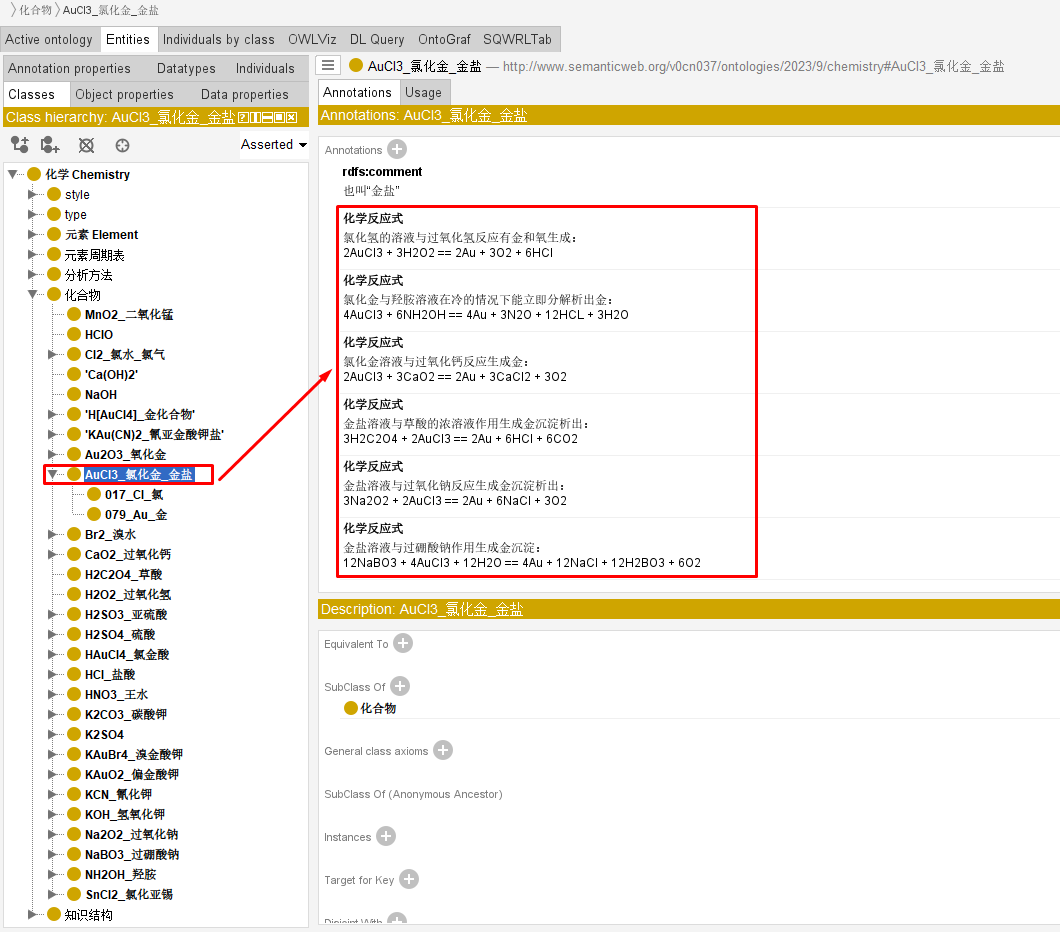 化合物 AuCl3_氯化金_金盐
Active ontology Entities Individuals by class OWLViz DL Query OntoGraf SQWRLTab
Annotation properties Datatypes Individuals
Classes Object properties Data properties
Class hierarchy: AuCl3_氯化金_金盐
Asserted
化学 Chemistry
style
type
元素 Element
元素周期表
分析方法
化合物
MnO2_二氧化锰
HClO
Cl2_氯水_氯气
'Ca(OH)2'
NaOH
'H[AuCl4]_金化合物'
'KAu(CN)2_氰亚金酸钾盐'
Au2O3_氧化金
AuCl3_氯化金_金盐
017_Cl_氯
079_Au_金
Br2_溴水
CaO2_过氧化钙
H2C2O4_草酸
H2O2_过氧化氢
H2SO3_亚硫酸
H2SO4_硫酸
HAuCl4_氯金酸
HCl_盐酸
HNO3_王水
K2CO3_碳酸钾
K2SO4
KAuBr4_溴金酸钾
KAuO2_偏金酸钾
KCN_氰化钾
KOH_氢氧化钾
Na2O2_过氧化钠
NaBO3_过硼酸钠
NH2OH_羟胺
SnCl2_氯化亚锡
知识结构
AuCl3_氯化金_金盐 — http://www.semanticweb.org/v0cn037/ontologies/2023/9/chemistry#AuCl3_氯化金_金盐
Annotations Usage
Annotations: AuCl3_氯化金_金盐
Annotations
rdfs:comment
也叫“金盐”
化学反应式
氯化氢的溶液与过氧化氢反应有金和氧生成：
2AuCl3 + 3H2O2 == 2Au + 3O2 + 6HCl
化学反应式
氯化金与羟胺溶液在冷的情况下能立即分解析出金：
4AuCl3 + 6NH2OH == 4Au + 3N2O + 12HCL + 3H2O
化学反应式
氯化金溶液与过氧化钙反应生成金：
2AuCl3 + 3CaO2 == 2Au + 3CaCl2 + 3O2
化学反应式
金盐溶液与草酸的浓溶液作用生成金沉淀析出：
3H2C2O4 + 2AuCl3 == 2Au + 6HCl + 6CO2
化学反应式
金盐溶液与过氧化钠反应生成金沉淀析出：
3Na2O2 + 2AuCl3 == 2Au + 6NaCl + 3O2
化学反应式
金盐溶液与过硼酸钠作用生成金沉淀：
12NaBO3 + 4AuCl3 + 12H2O == 4Au + 12NaCl + 12H2BO3 + 6O2
Description: AuCl3_氯化金_金盐
Equivalent To
SubClass Of
化合物
General class axioms
SubClass Of (Anonymous Ancestor)
Instances
Target for Key
Disjoint With